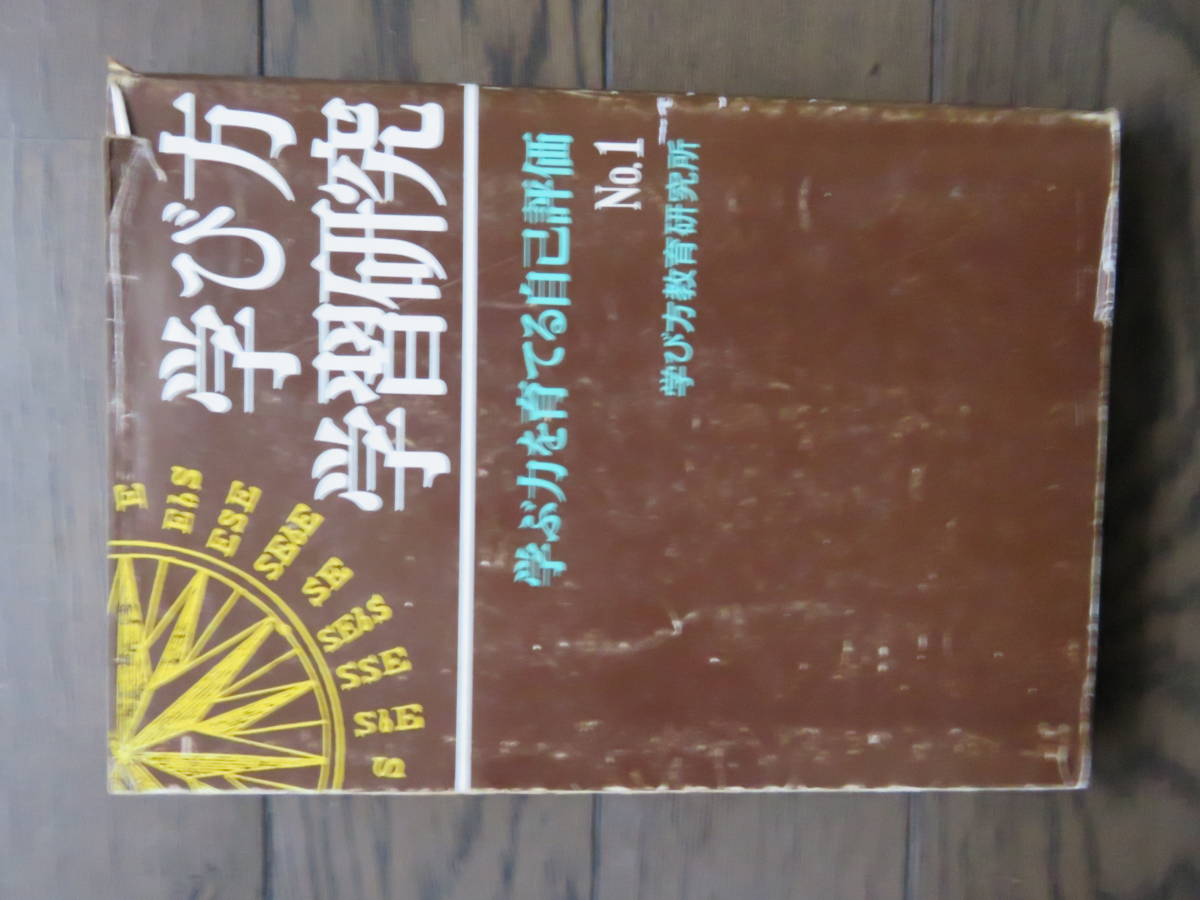 学び方
学習研究
学ぶ力を育てる自己評価
No.1
学び方教育研究所
E
EbS
ESE
SEbE
SE
SEbS
SSE
SbE
S